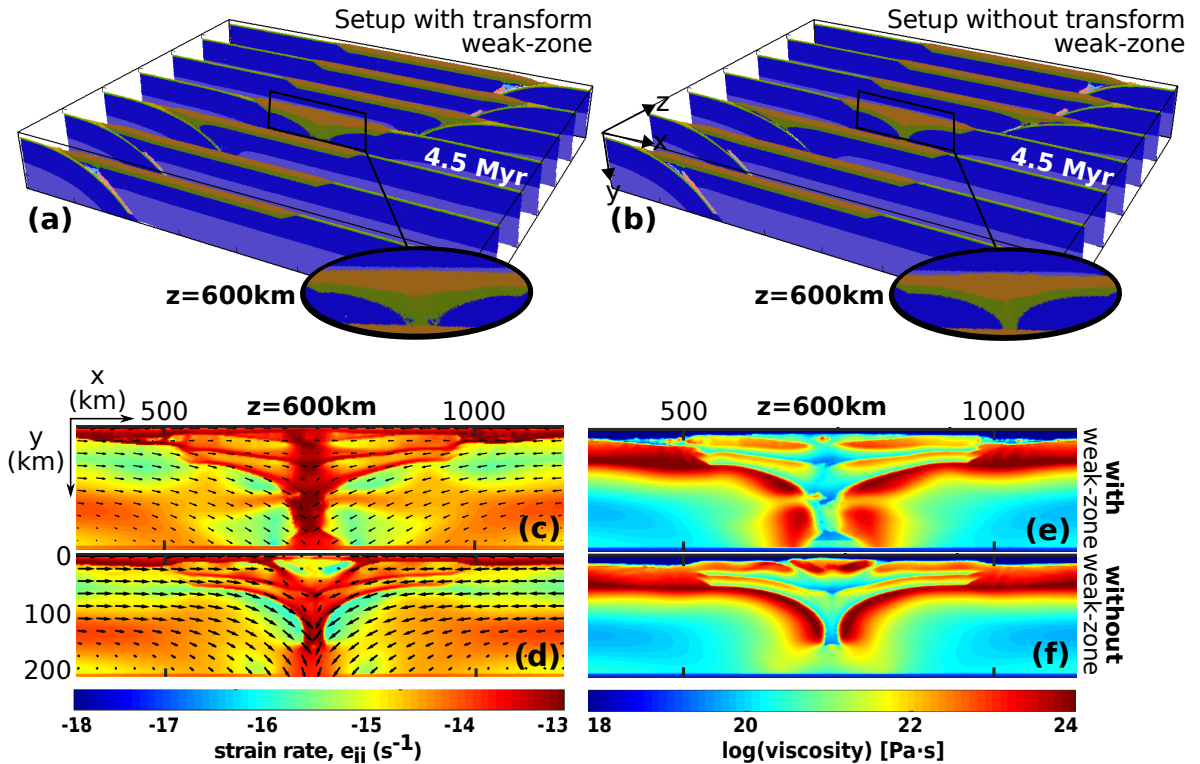 Setup with transform
weak-zone
Setup without transform
weak-zone
z
x
y
4.5 Myr
4.5 Myr
(a)
(b)
z=600km
z=600km
x
(km)
500
z=600km
1000
500
z=600km
1000
y
(km)
(c)
(e)
with
weak-zone
0
100
200
(d)
(f)
without
weak-zone
-18
-17
-16
-15
-14
-13
18
20
22
24
strain rate, eij (s-1)
log(viscosity) [Pa·s]